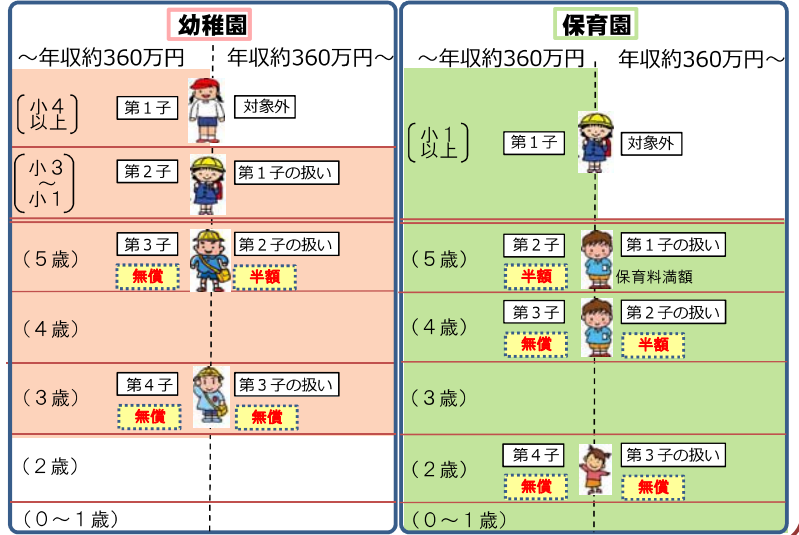 幼稚園
～年収約360万円
年収約360万円～
小４
以上
第１子
対象外
小３
～
小１
第２子
第１子の扱い
（５歳）
第３子
第２子の扱い
無償
半額
（４歳）
（３歳）
第４子
第３子の扱い
無償
無償
（２歳）
（０～１歳）
保育園
～年収約360万円
年収約360万円～
小１
以上
第１子
対象外
（５歳）
第２子
第１子の扱い
半額
保育料満額
（４歳）
第３子
第２子の扱い
無償
半額
（３歳）
（２歳）
第４子
第３子の扱い
無償
無償
（０～１歳）